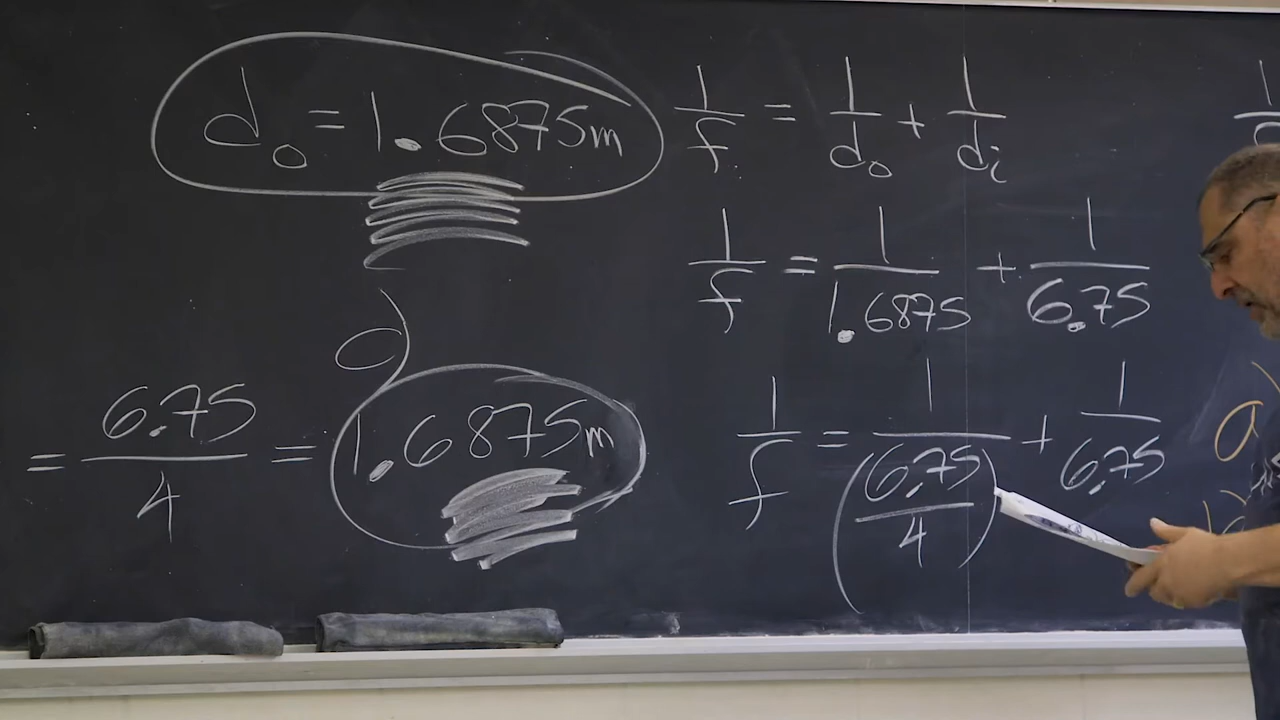 d₀ = 1.6875m
= 6.75/4 = 1.6875m
c)
1/f = 1/d₀ + 1/dᵢ
1/f = 1/1.6875 + 1/6.75
1/f = 1/(6.75/4) + 1/6.75
a)